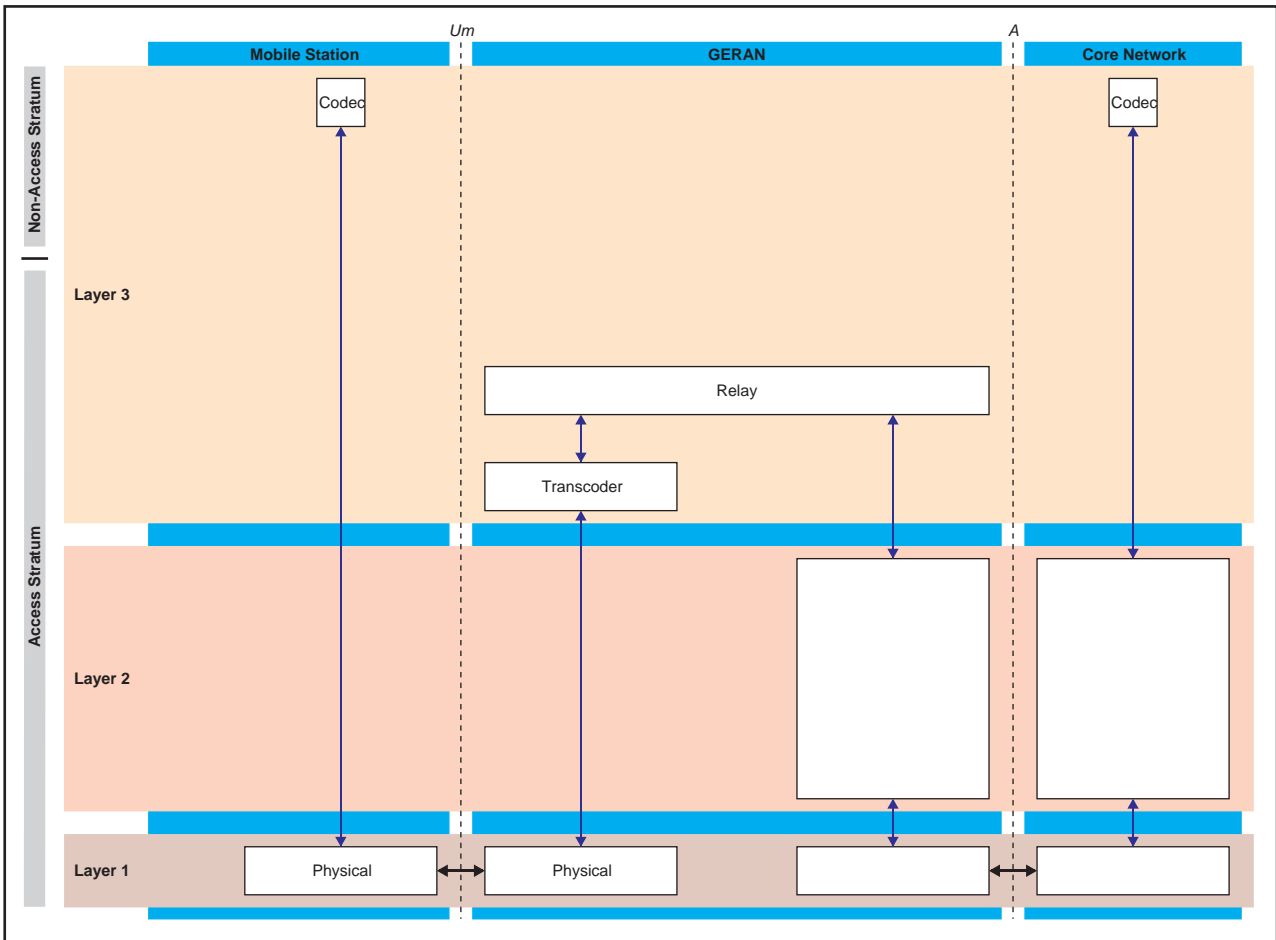 Um
A
Mobile Station
GERAN
Core Network
Non-Access Stratum
Codec
Codec
Layer 3
Relay
Transcoder
Access Stratum
Layer 2
Layer 1
Physical
Physical